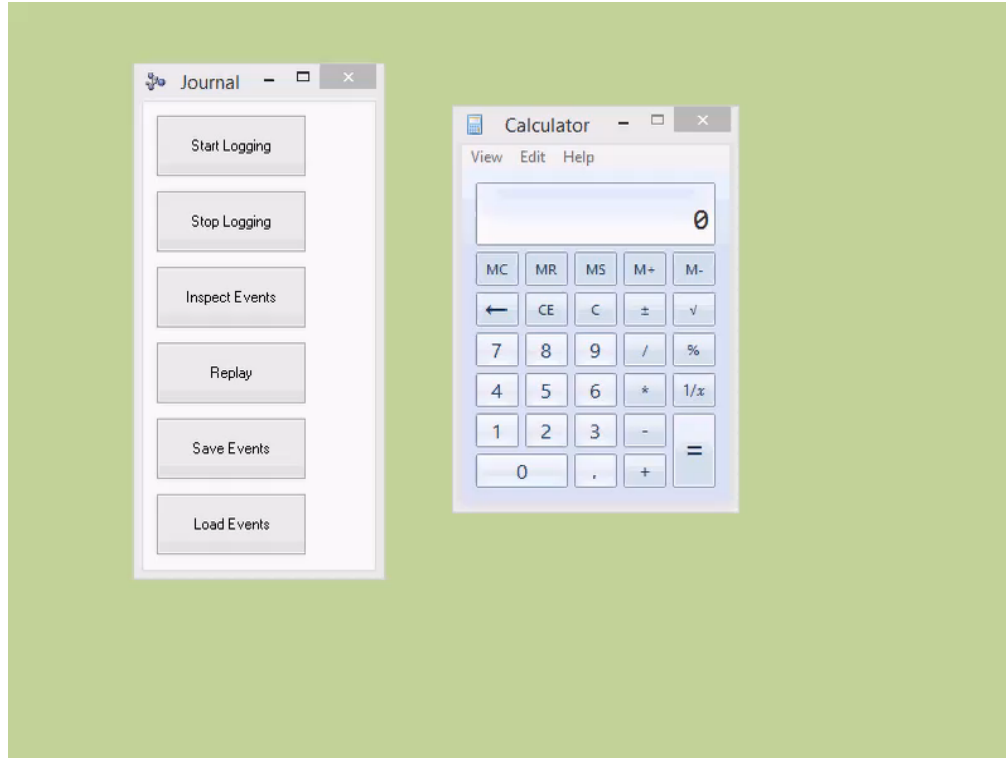 Journal
Start Logging
Stop Logging
Inspect Events
Replay
Save Events
Load Events
Calculator
View Edit Help
0
MC MR MS M+ M-
← CE C ± √
7 8 9 / %
4 5 6 * 1/x
1 2 3 - =
0 , +